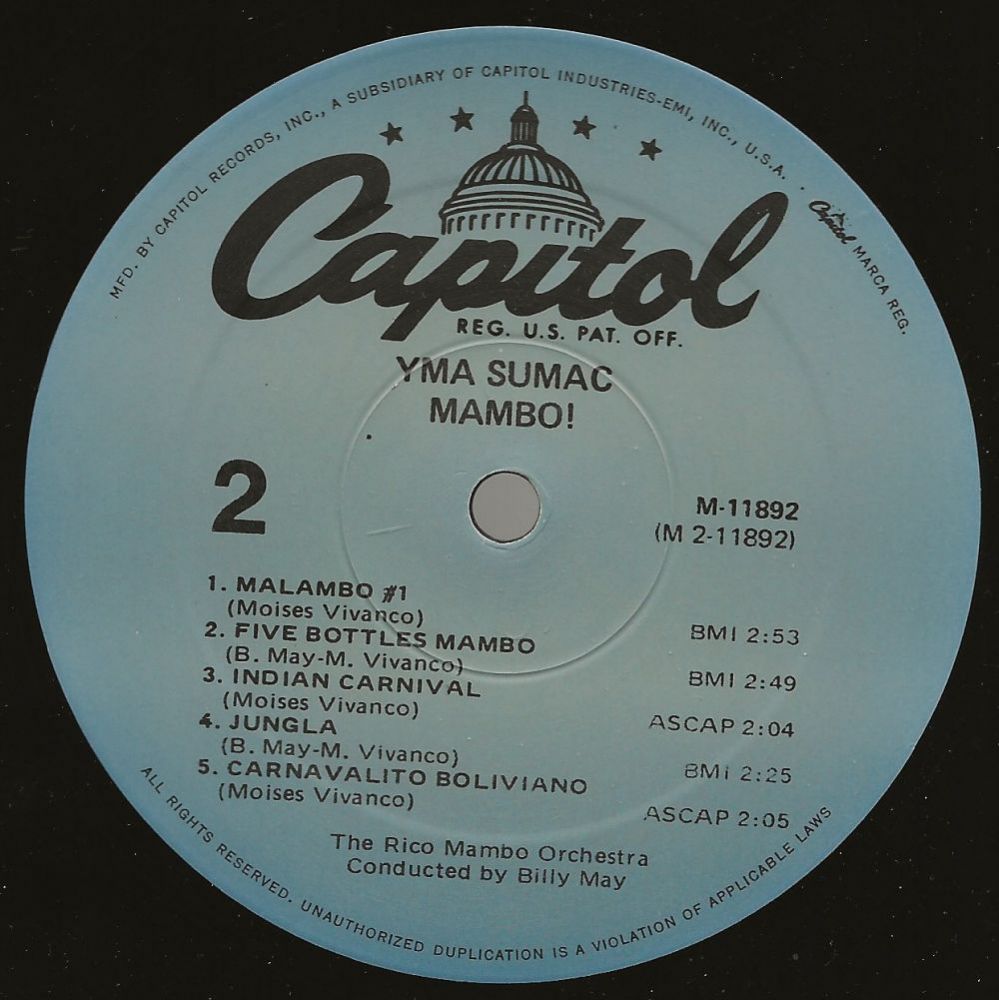 MFD. BY CAPITOL RECORDS, INC., A SUBSIDIARY OF CAPITOL INDUSTRIES-EMI, INC., U.S.A. . Capitol MARCA REG.
Capitol
REG. U.S. PAT. OFF.
YMA SUMAC
MAMBO!
2
M-11892
(M 2-11892)
1. MALAMBO #1
(Moises Vivanco) BMI 2:53
2. FIVE BOTTLES MAMBO
(B. May-M. Vivanco) BMI 2:49
3. INDIAN CARNIVAL
(Moises Vivanco) ASCAP 2:04
4. JUNGLA
(B. May-M. Vivanco) BMI 2:25
5. CARNAVALITO BOLIVIANO
(Moises Vivanco) ASCAP 2:05
The Rico Mambo Orchestra
Conducted by Billy May
ALL RIGHTS RESERVED. UNAUTHORIZED DUPLICATION IS A VIOLATION OF APPLICABLE LAWS